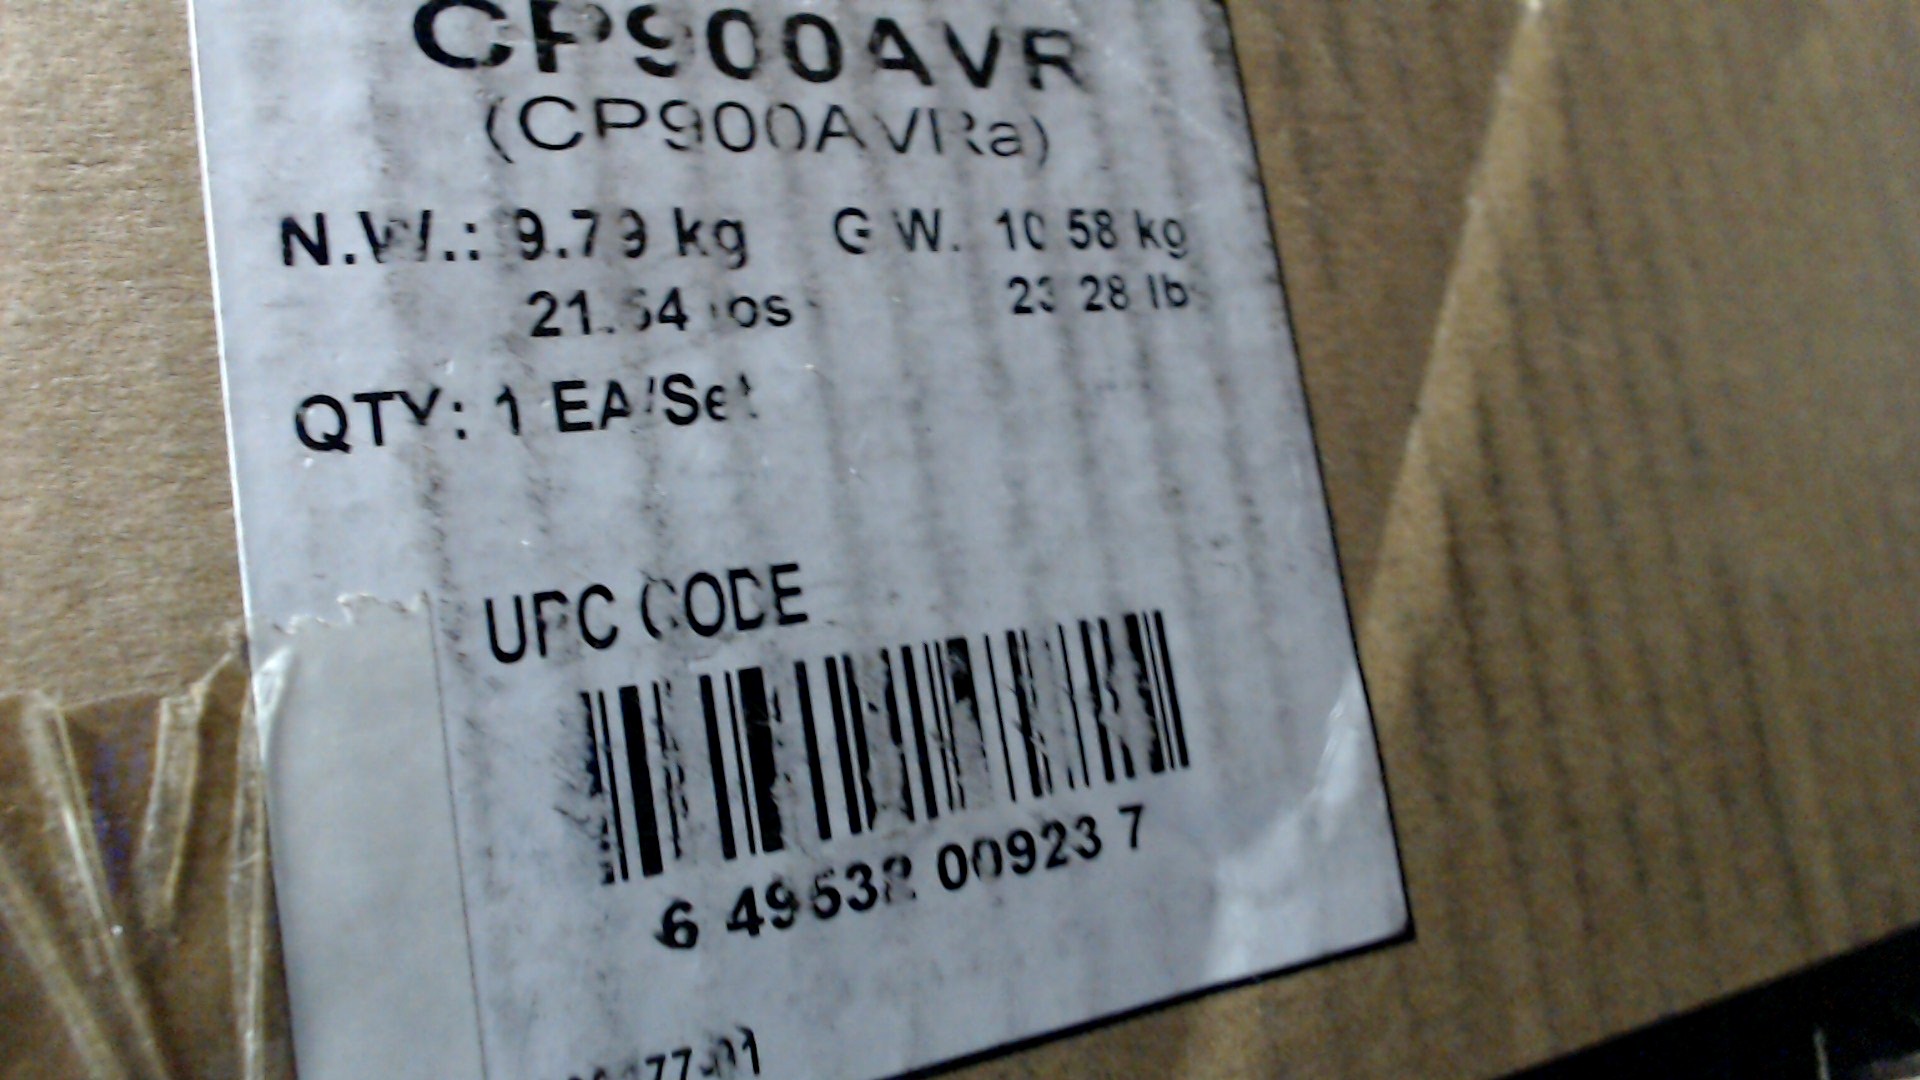 CP900AVR
(CP900AVRa)
N.W.: 9.79 kg G.W. 10.58 kg
21.54 lbs 23.28 lb
QTY: 1 EA/Set
UPC CODE
6 49532 00923 7